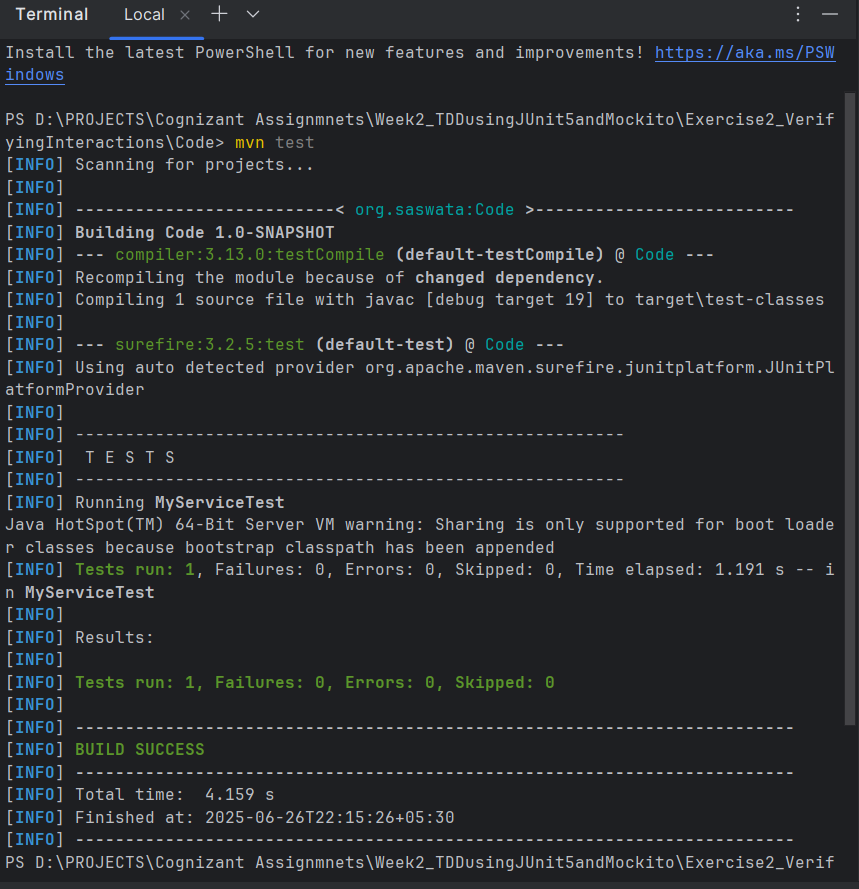 Terminal Local
Install the latest PowerShell for new features and improvements! https://aka.ms/PSW
indows
PS D:\PROJECTS\Cognizant Assignmnets\Week2_TDDusingJUnit5andMockito\Exercise2_Verif
yingInteractions\Code> mvn test
[INFO] Scanning for projects...
[INFO]
[INFO] --------------------------< org.saswata:Code >--------------------------
[INFO] Building Code 1.0-SNAPSHOT
[INFO] --- compiler:3.13.0:testCompile (default-testCompile) @ Code ---
[INFO] Recompiling the module because of changed dependency.
[INFO] Compiling 1 source file with javac [debug target 19] to target\test-classes
[INFO]
[INFO] --- surefire:3.2.5:test (default-test) @ Code ---
[INFO] Using auto detected provider org.apache.maven.surefire.junitplatform.JUnitPl
atformProvider
[INFO]
[INFO] -------------------------------------------------------
[INFO]  T E S T S
[INFO] -------------------------------------------------------
[INFO] Running MyServiceTest
Java HotSpot(TM) 64-Bit Server VM warning: Sharing is only supported for boot loade
r classes because bootstrap classpath has been appended
[INFO] Tests run: 1, Failures: 0, Errors: 0, Skipped: 0, Time elapsed: 1.191 s -- i
n MyServiceTest
[INFO]
[INFO] Results:
[INFO]
[INFO] Tests run: 1, Failures: 0, Errors: 0, Skipped: 0
[INFO]
[INFO] ------------------------------------------------------------------------
[INFO] BUILD SUCCESS
[INFO] ------------------------------------------------------------------------
[INFO] Total time:  4.159 s
[INFO] Finished at: 2025-06-26T22:15:26+05:30
[INFO] ------------------------------------------------------------------------
PS D:\PROJECTS\Cognizant Assignmnets\Week2_TDDusingJUnit5andMockito\Exercise2_Verif